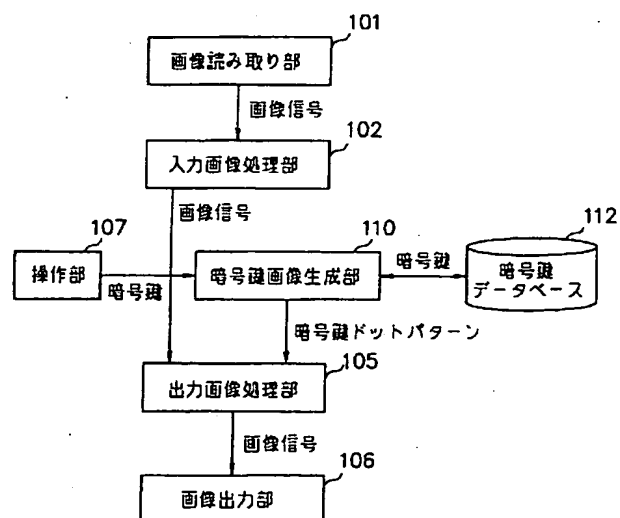 101
画像読み取り部
画像信号
102
入力画像処理部
画像信号
107
操作部
暗号鍵
110
暗号鍵画像生成部
暗号鍵
112
暗号鍵
データベース
暗号鍵ドットパターン
105
出力画像処理部
画像信号
106
画像出力部